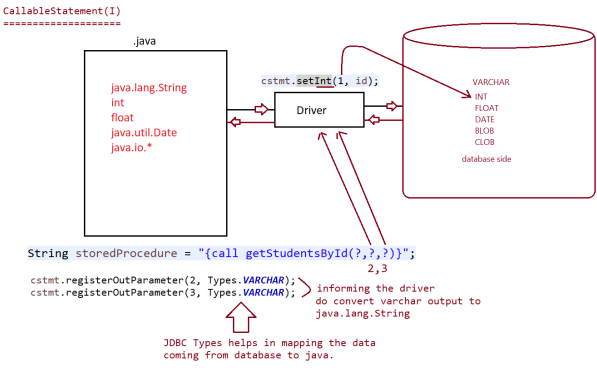 CallableStatement(I)
====================
.java
java.lang.String
int
float
java.util.Date
java.io.*
cstmt.setInt(1, id);
Driver
VARCHAR
INT
FLOAT
DATE
BLOB
CLOB
database side
String storedProcedure = "{call getStudentsById(?,?,?)}";
2,3
cstmt.registerOutParameter(2, Types.VARCHAR);
cstmt.registerOutParameter(3, Types.VARCHAR);
informing the driver
do convert varchar output to
java.lang.String
JDBC Types helps in mapping the data
coming from database to java.